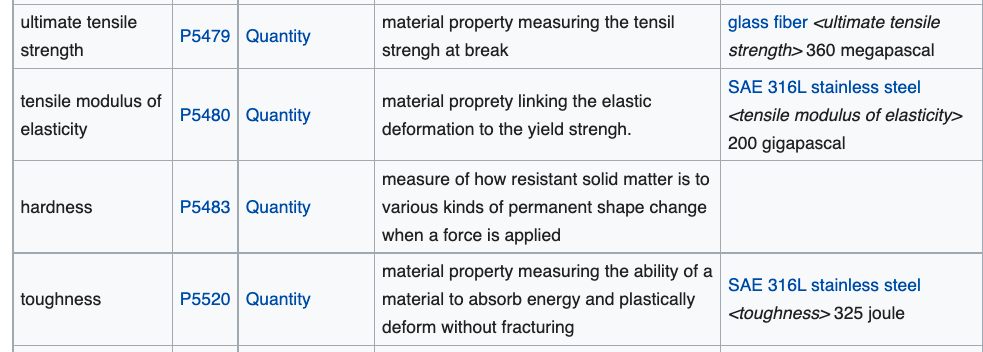 ultimate tensile
strength
P5479
Quantity
material property measuring the tensil
strengh at break
glass fiber <ultimate tensile
strength> 360 megapascal
tensile modulus of
elasticity
P5480
Quantity
material proprety linking the elastic
deformation to the yield strengh.
SAE 316L stainless steel
<tensile modulus of elasticity>
200 gigapascal
hardness
P5483
Quantity
measure of how resistant solid matter is to
various kinds of permanent shape change
when a force is applied
toughness
P5520
Quantity
material property measuring the ability of a
material to absorb energy and plastically
deform without fracturing
SAE 316L stainless steel
<toughness> 325 joule